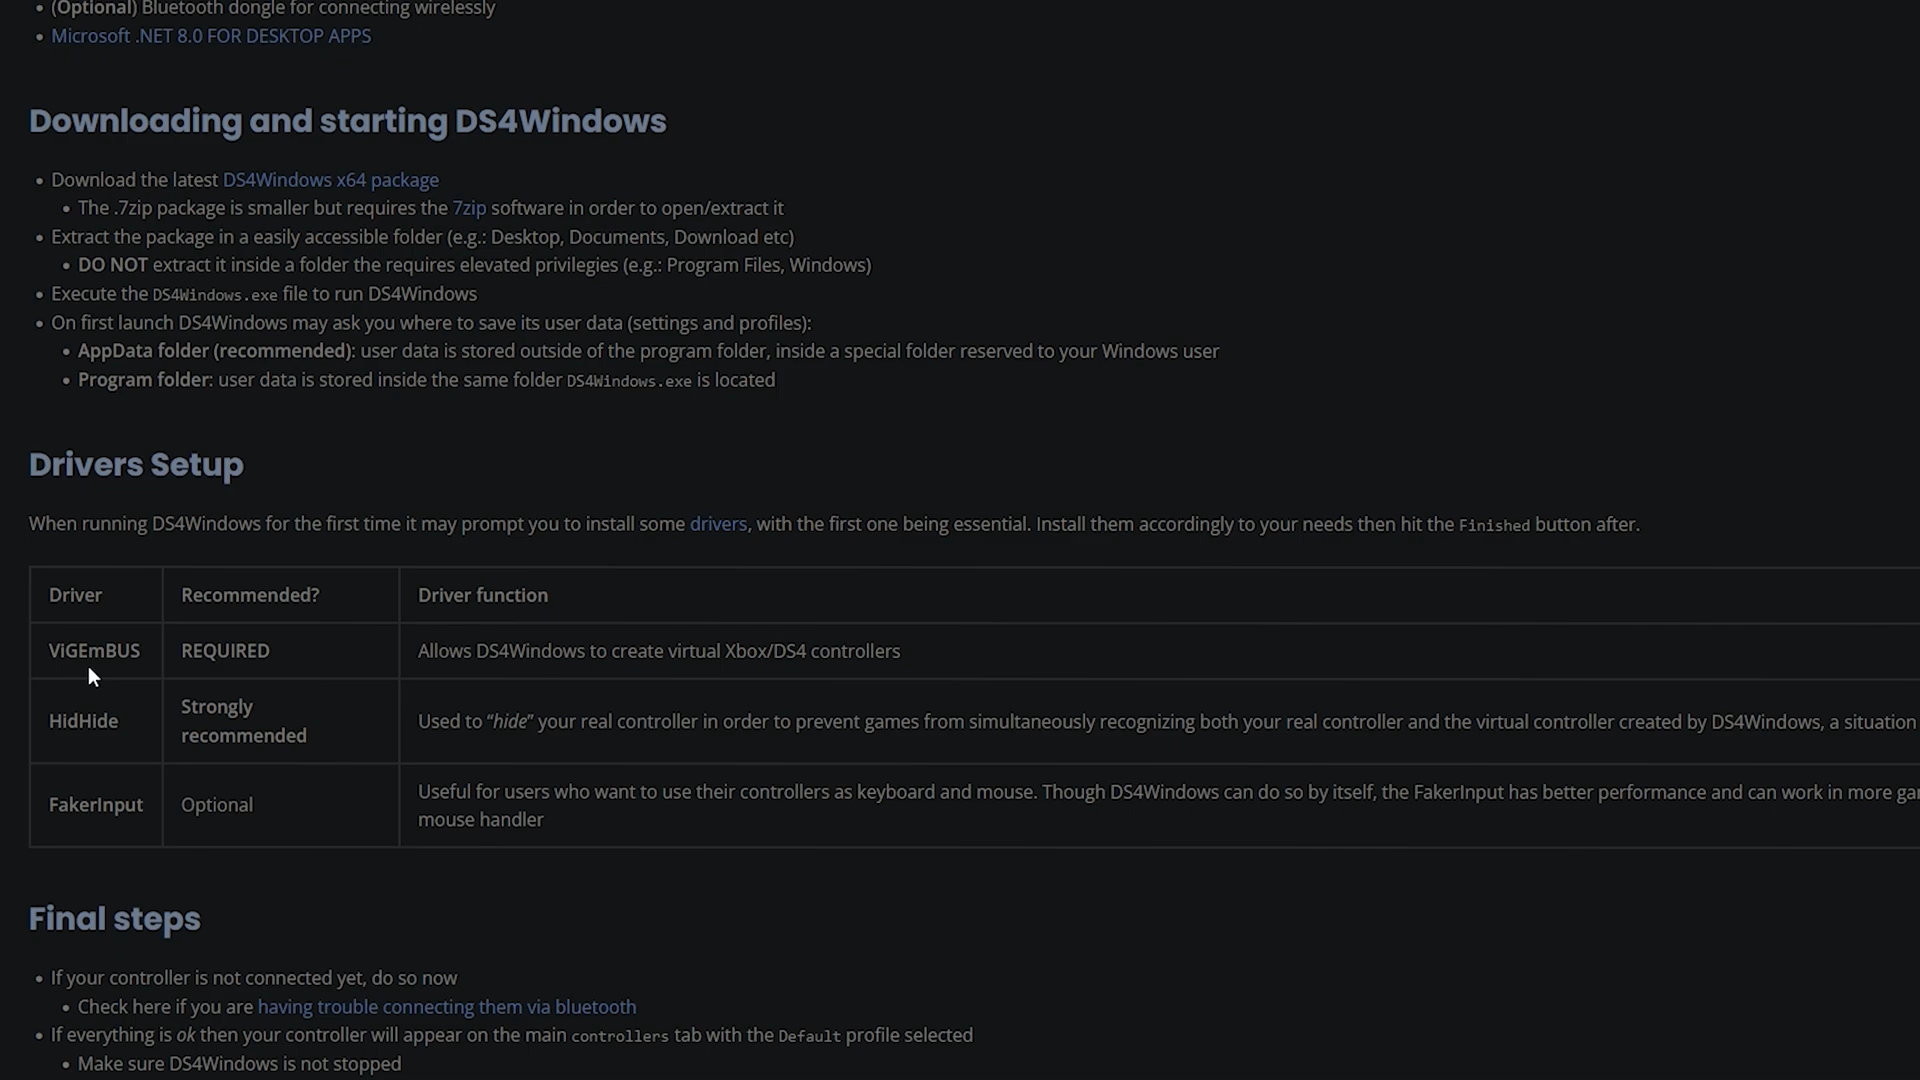 • (Optional) Bluetooth dongle for connecting wirelessly
• Microsoft .NET 8.0 FOR DESKTOP APPS
Downloading and starting DS4Windows
• Download the latest DS4Windows x64 package
• The .7zip package is smaller but requires the 7zip software in order to open/extract it
• Extract the package in a easily accessible folder (e.g.: Desktop, Documents, Download etc)
• DO NOT extract it inside a folder the requires elevated privilegies (e.g.: Program Files, Windows)
• Execute the DS4Windows.exe file to run DS4Windows
• On first launch DS4Windows may ask you where to save its user data (settings and profiles):
• AppData folder (recommended): user data is stored outside of the program folder, inside a special folder reserved to your Windows user
• Program folder: user data is stored inside the same folder DS4Windows.exe is located
Drivers Setup
When running DS4Windows for the first time it may prompt you to install some drivers, with the first one being essential. Install them accordingly to your needs then hit the Finished button after.
Driver Recommended? Driver function
ViGEmBUS REQUIRED Allows DS4Windows to create virtual Xbox/DS4 controllers
HidHide Strongly recommended Used to “hide” your real controller in order to prevent games from simultaneously recognizing both your real controller and the virtual controller created by DS4Windows, a situation
FakerInput Optional Useful for users who want to use their controllers as keyboard and mouse. Though DS4Windows can do so by itself, the FakerInput has better performance and can work in more
mouse handler
Final steps
• If your controller is not connected yet, do so now
• Check here if you are having trouble connecting them via bluetooth
• If everything is ok then your controller will appear on the main controllers tab with the Default profile selected
• Make sure DS4Windows is not stopped